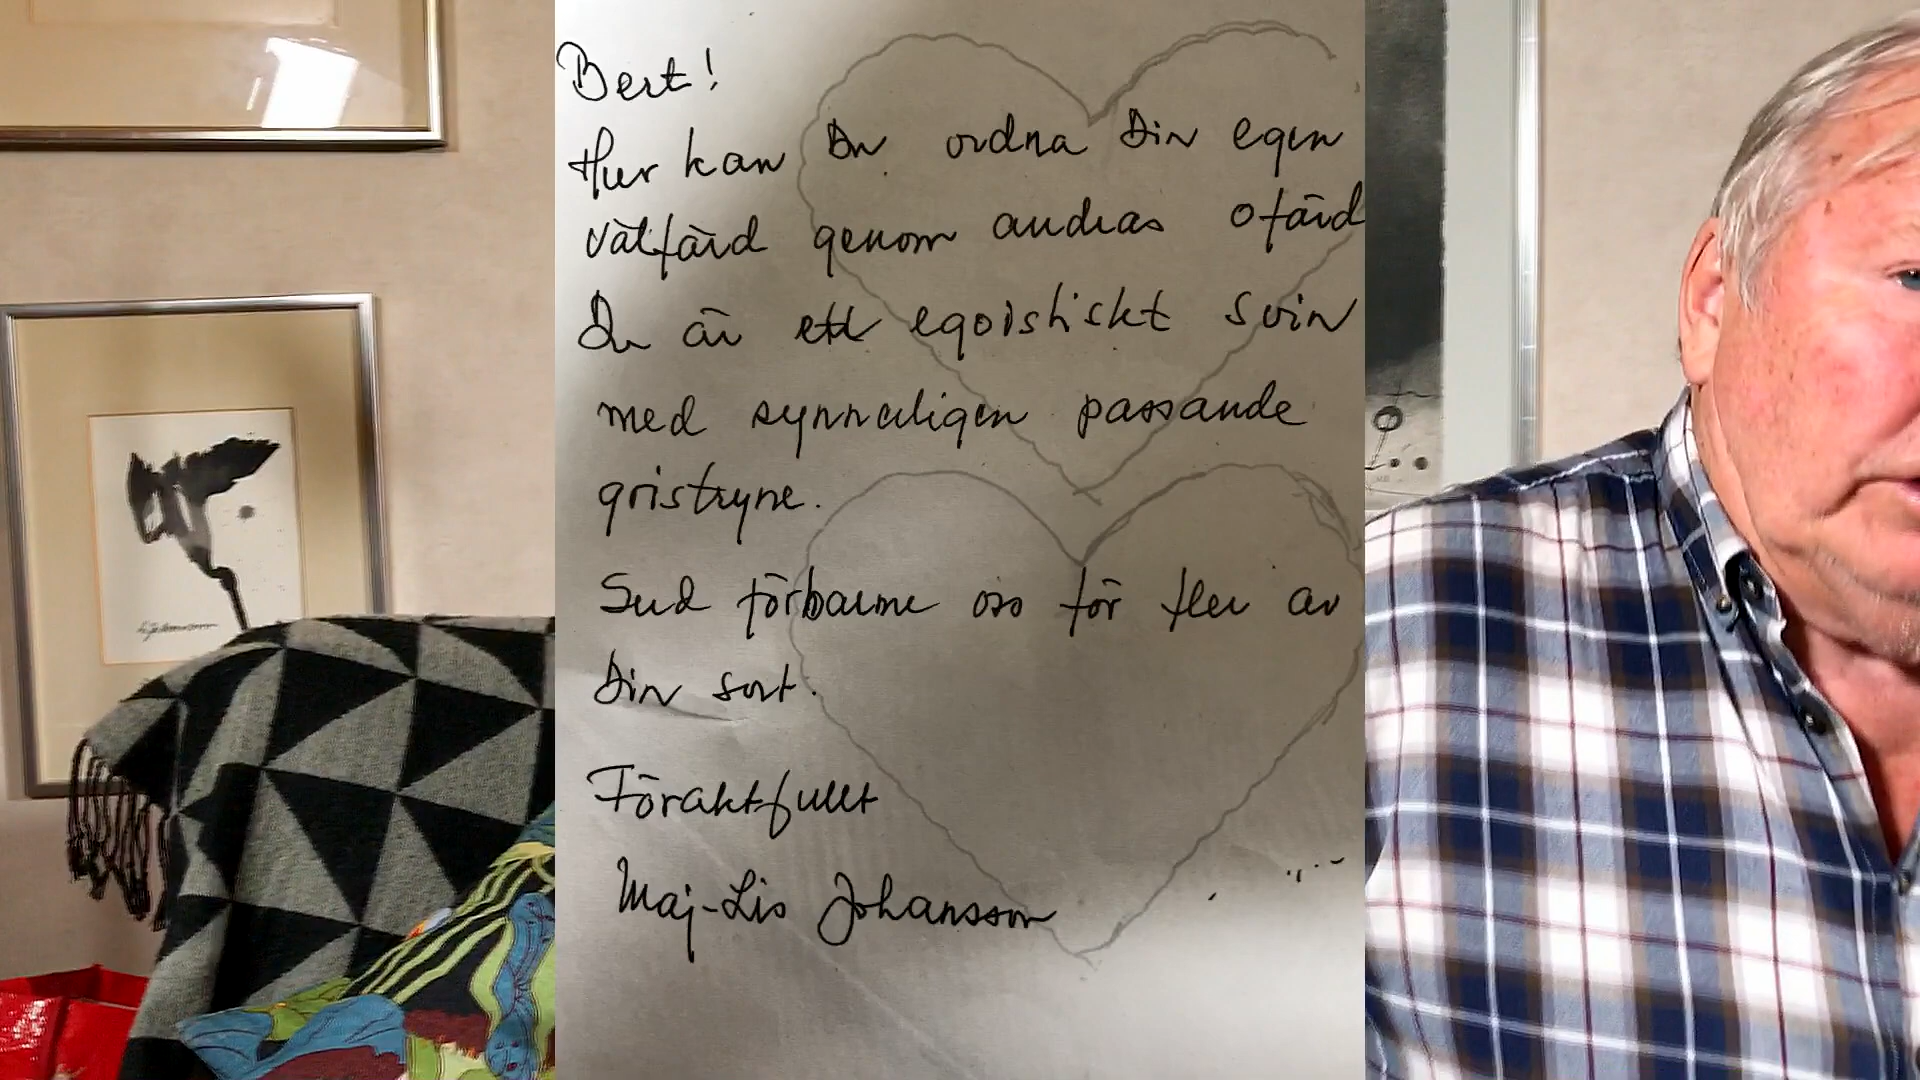 Bert!
Hur kan Du ordna Din egen
välfärd genom andras ofärd
Du är ett egoistiskt svin
med synnerligen passande
gristryne.
Gud förbarme oss för fler av
Din sort.
Föraktfullt
Maj-Lis Johansson